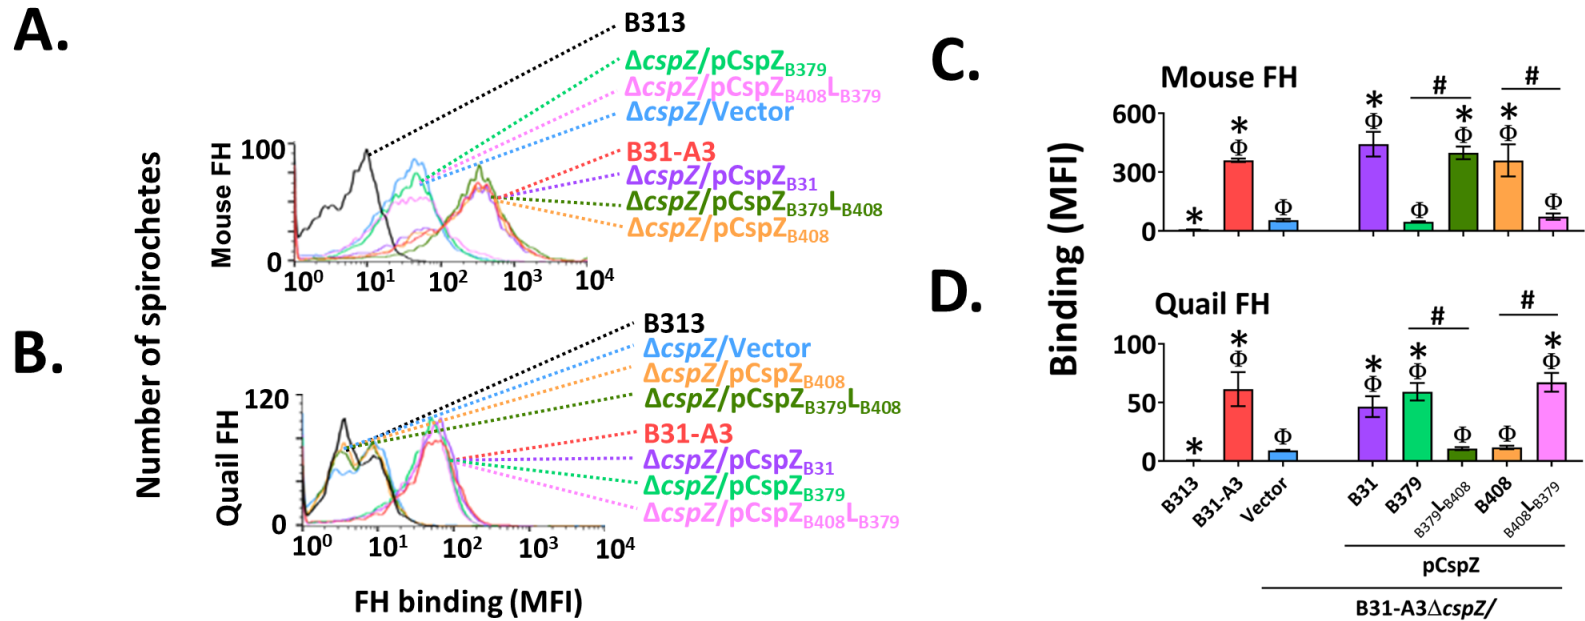 A.
B313
ΔcspZ/pCspZB379
ΔcspZ/pCspZB408LB379
ΔcspZ/Vector
B31-A3
ΔcspZ/pCspZB31
ΔcspZ/pCspZB379LB408
ΔcspZ/pCspZB408
Mouse FH
100
0
10⁰ 10¹ 10² 10³ 10⁴
Number of spirochetes
B.
B313
ΔcspZ/Vector
ΔcspZ/pCspZB408
ΔcspZ/pCspZB379LB408
B31-A3
ΔcspZ/pCspZB31
ΔcspZ/pCspZB379
ΔcspZ/pCspZB408LB379
Quail FH
120
0
10⁰ 10¹ 10² 10³ 10⁴
FH binding (MFI)
C.
Mouse FH
# #
600
300
0
* * Φ Φ * Φ Φ * Φ * Φ Φ
Binding (MFI)
D.
Quail FH
# #
100
50
0
* * Φ Φ * Φ * Φ Φ Φ * Φ
B313 B31-A3 Vector B31 B379 B379LB408 B408 B408LB379
pCspZ
B31-A3ΔcspZ/